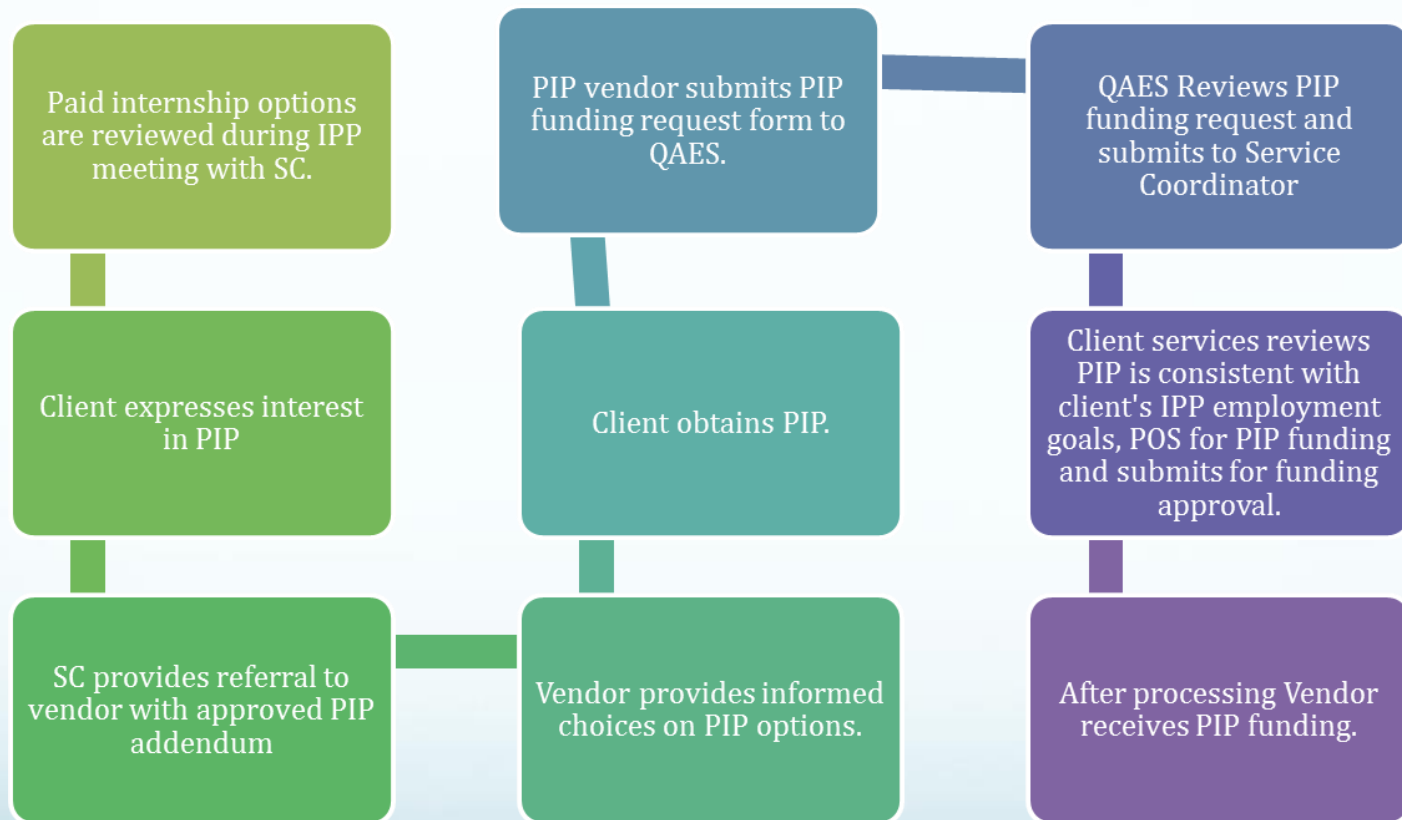 Paid internship options
are reviewed during IPP
meeting with SC.
Client expresses interest
in PIP
SC provides referral to
vendor with approved PIP
addendum
Vendor provides informed
choices on PIP options.
Client obtains PIP.
PIP vendor submits PIP
funding request form to
QAES.
QAES Reviews PIP
funding request and
submits to Service
Coordinator
Client services reviews
PIP is consistent with
client's IPP employment
goals, POS for PIP funding
and submits for funding
approval.
After processing Vendor
receives PIP funding.